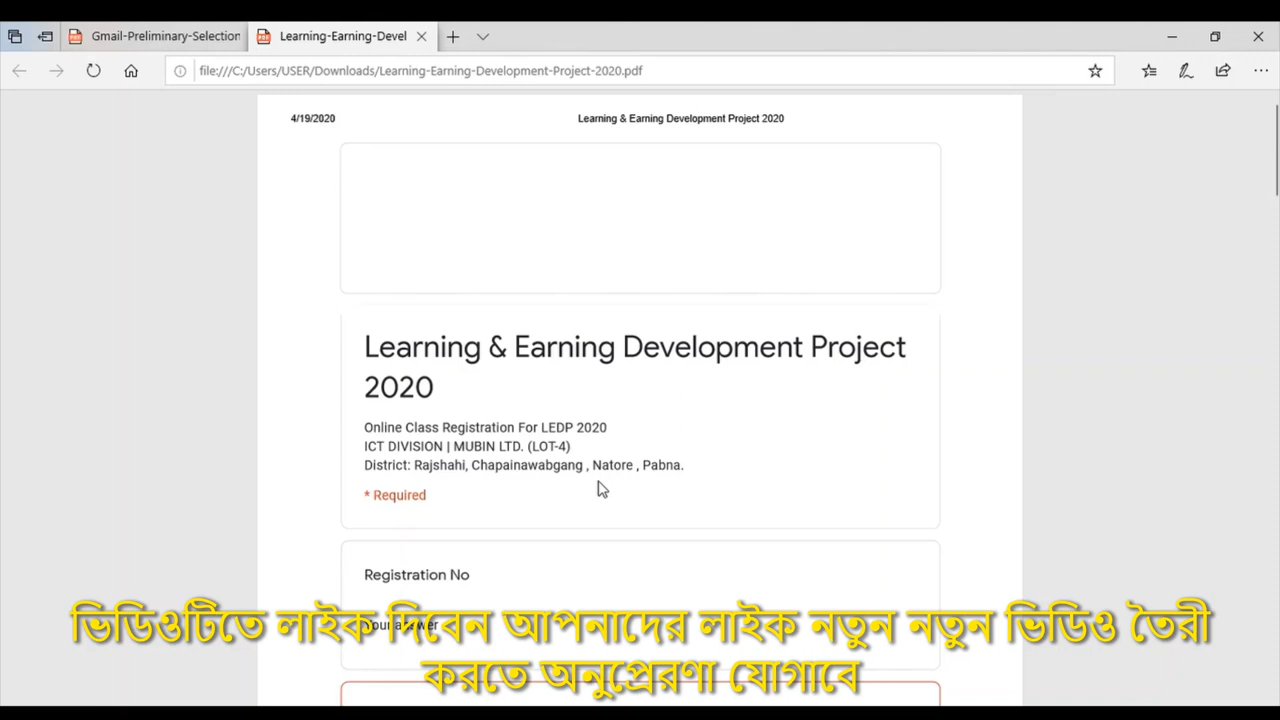 Gmail-Preliminary-Selection
Learning-Earning-Devel
file:///C:/Users/USER/Downloads/Learning-Earning-Development-Project-2020.pdf
4/19/2020
Learning & Earning Development Project 2020
Learning & Earning Development Project
2020
Online Class Registration For LEDP 2020
ICT DIVISION | MUBIN LTD. (LOT-4)
District: Rajshahi, Chapainawabgang , Natore , Pabna.
* Required
Registration No
Your answer
ভিডিওটিতে লাইক দিবেন আপনাদের লাইক নতুন নতুন ভিডিও তৈরী
করতে অনুপ্রেরণা যোগাবে